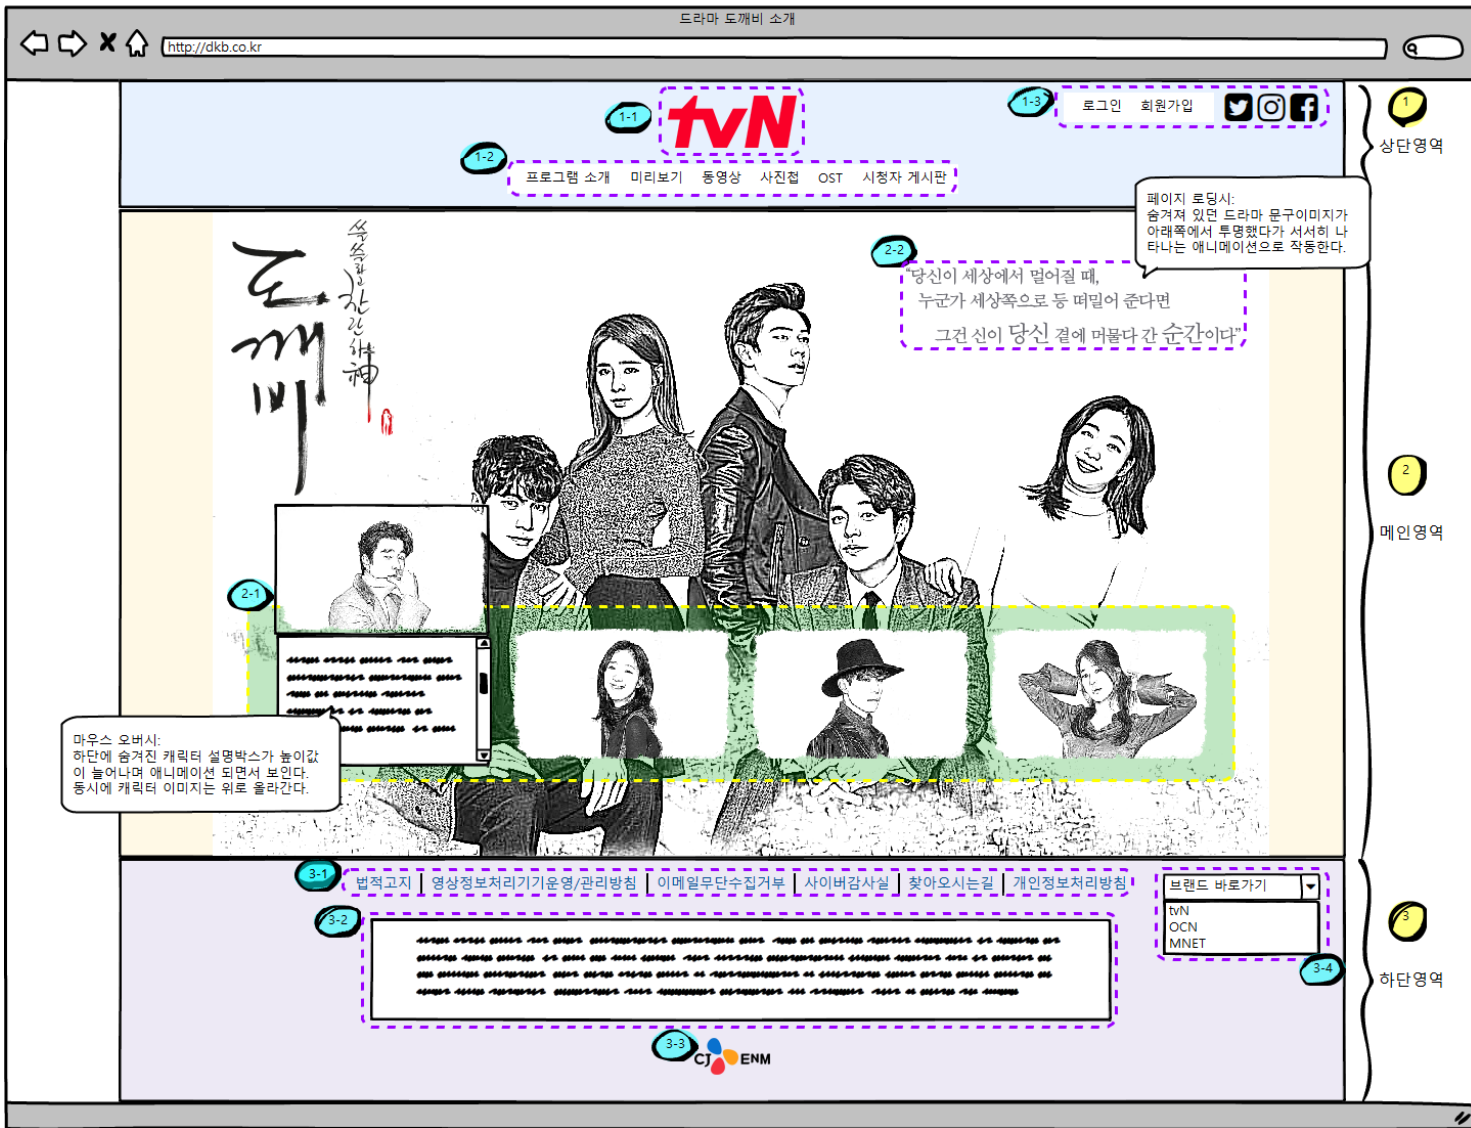 드라마 도깨비 소개
http://dkb.co.kr
1-1
tvN
1-3
로그인 회원가입
1
상단영역
1-2
프로그램 소개 미리보기 동영상 사진첩 OST 시청자 게시판
페이지 로딩시:
숨겨져 있던 드라마 문구이미지가
아래쪽에서 투명했다가 서서히 나
타나는 애니메이션으로 작동한다.
도깨비
쓸쓸하고 찬란하神
2-2
“당신이 세상에서 멀어질 때,
누군가 세상쪽으로 등 떠밀어 준다면
그건 신이 당신 곁에 머물다 간 순간이다”
2
메인영역
2-1
마우스 오버시:
하단에 숨겨진 캐릭터 설명박스가 높이값
이 늘어나며 애니메이션 되면서 보인다.
동시에 캐릭터 이미지는 위로 올라간다.
3-1
법적고지 | 영상정보처리기기운영/관리방침 | 이메일무단수집거부 | 사이버감사실 | 찾아오시는길 | 개인정보처리방침
브랜드 바로가기
tvN
OCN
MNET
3-2
3
3-4
하단영역
3-3
CJ ENM